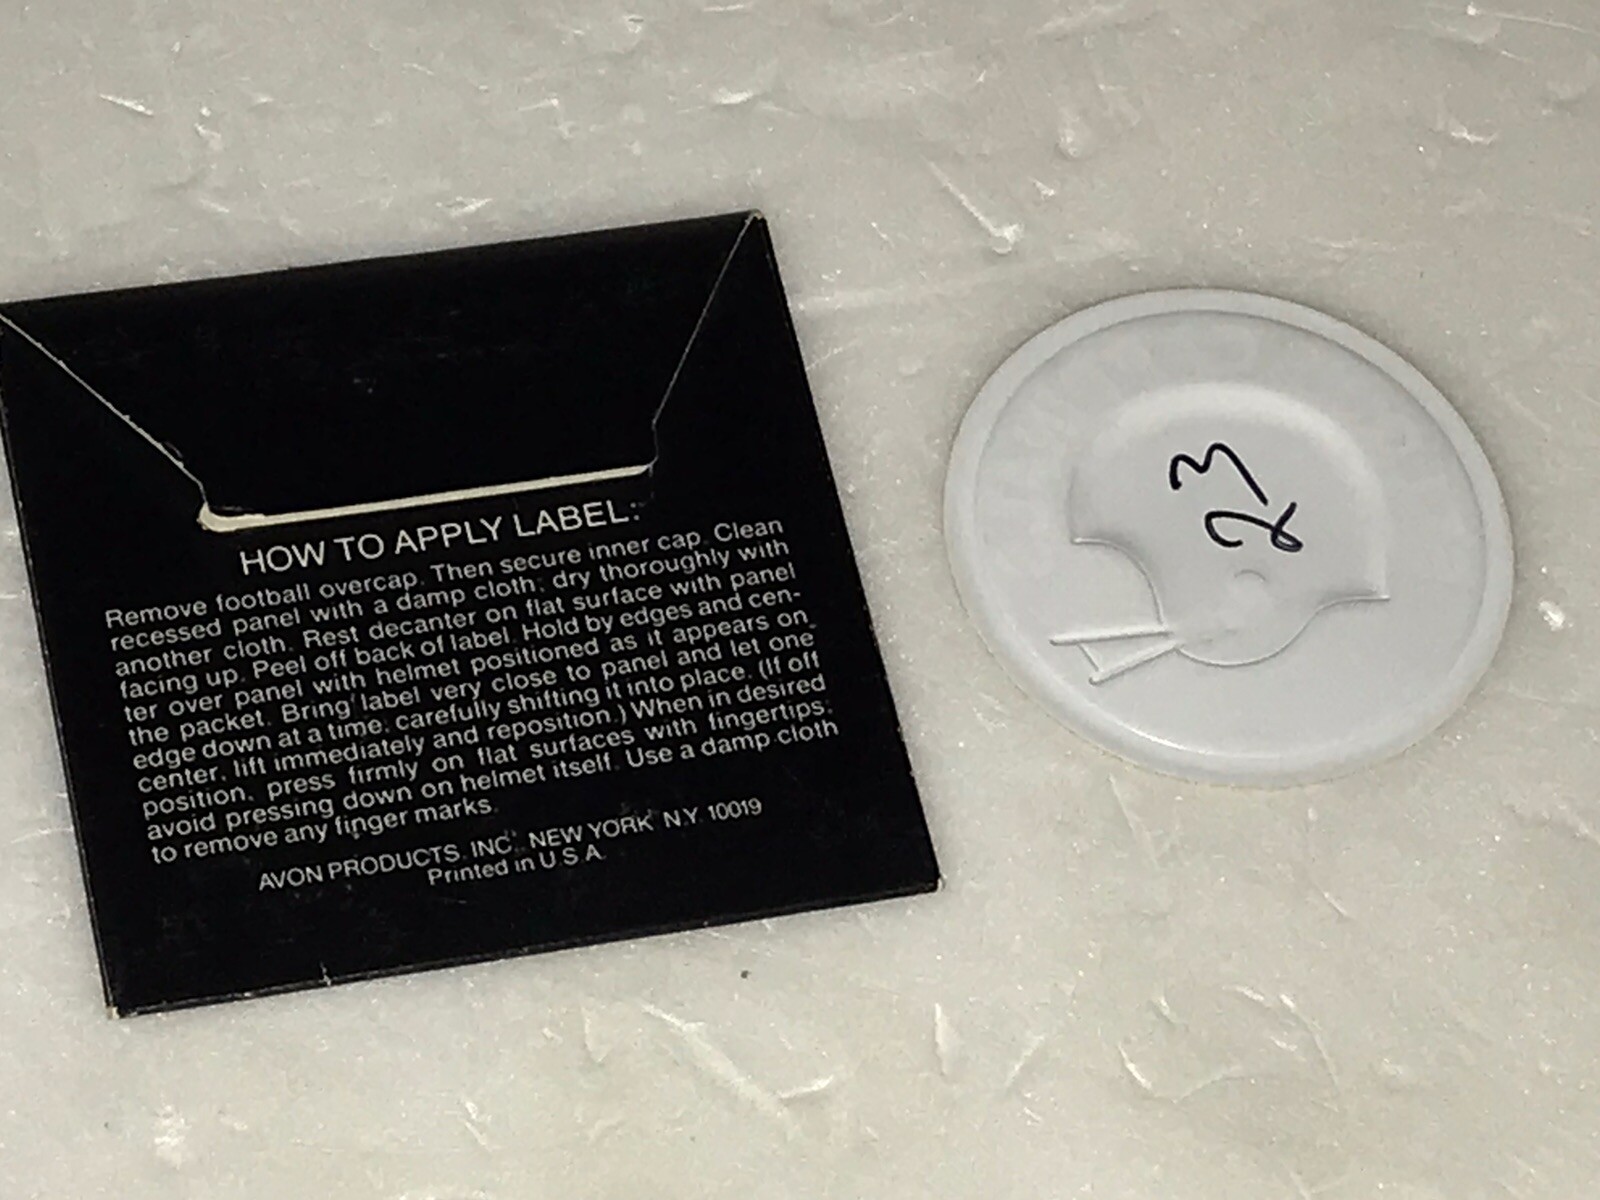 HOW TO APPLY LABEL:
Remove football overcap. Then secure inner cap. Clean
recessed panel with a damp cloth; dry thoroughly with
another cloth. Rest decanter on flat surface with panel
facing up. Peel off back of label. Hold by edges and cen-
ter over panel with helmet positioned as it appears on
the packet. Bring label very close to panel and let one
edge down at a time, carefully shifting it into place. (If off
center, lift immediately and reposition.) When in desired
position, press firmly on flat surfaces with fingertips;
avoid pressing down on helmet itself. Use a damp cloth
to remove any finger marks.
AVON PRODUCTS, INC., NEW YORK, N.Y. 10019
Printed in U.S.A.